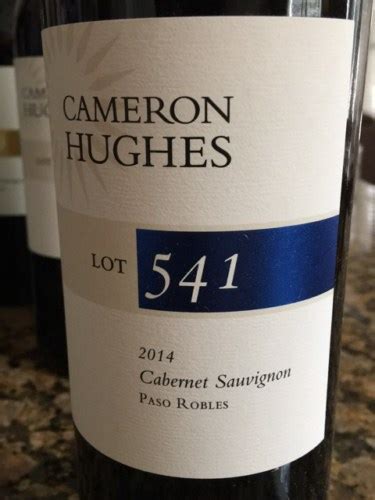 CAMERON
HUGHES
LOT 541
2014
Cabernet Sauvignon
PASO ROBLES